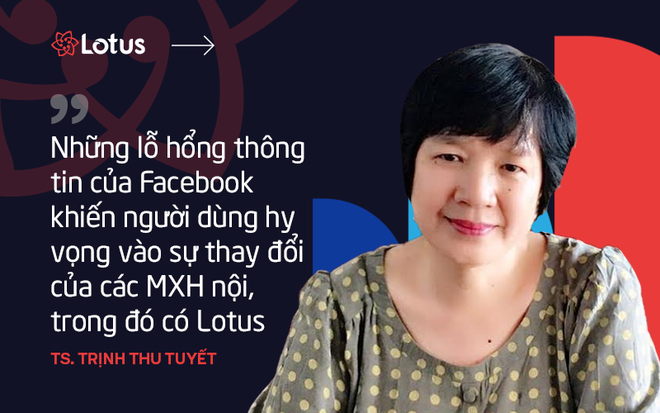 Lotus
Những lỗ hổng thông
tin của Facebook
khiến người dùng hy
vọng vào sự thay đổi
của các MXH nội,
trong đó có Lotus
TS. TRỊNH THU TUYẾT